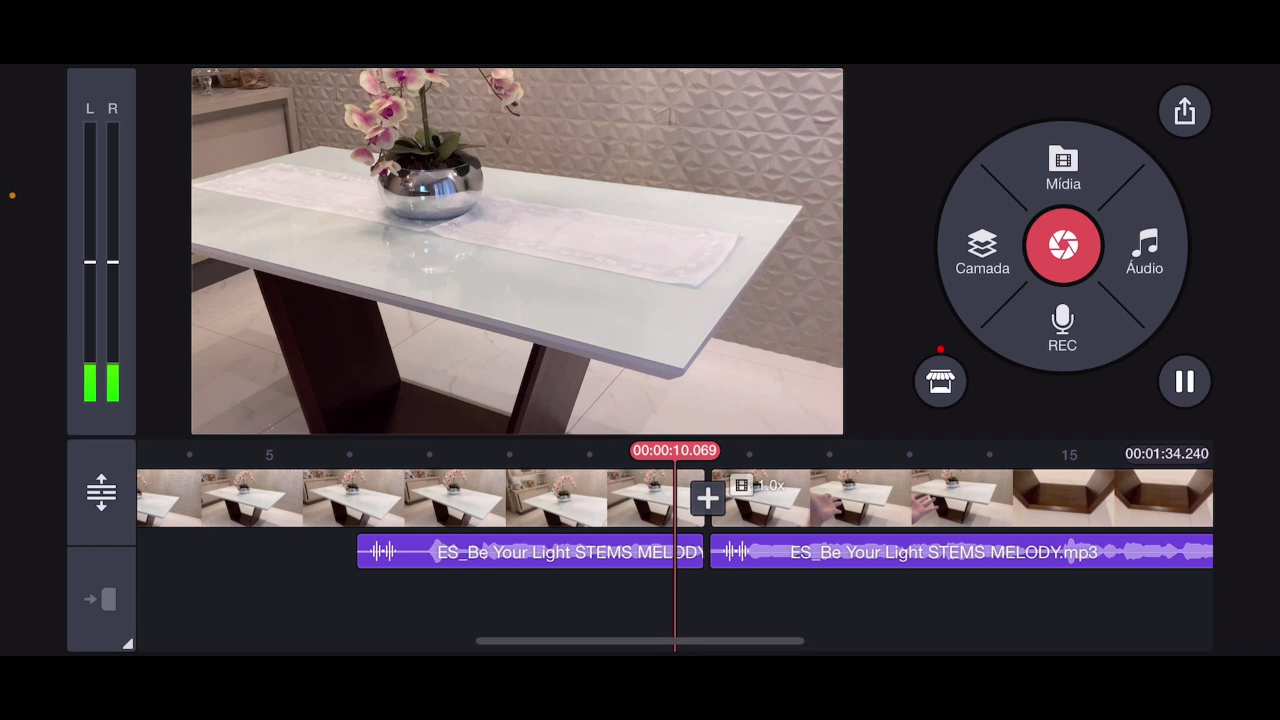 L R
Mídia
Camada
Áudio
REC
5
00:00:10.069
15
00:01:34.240
1.0x
ES_Be Your Light STEMS MELODY
ES_Be Your Light STEMS MELODY.mp3